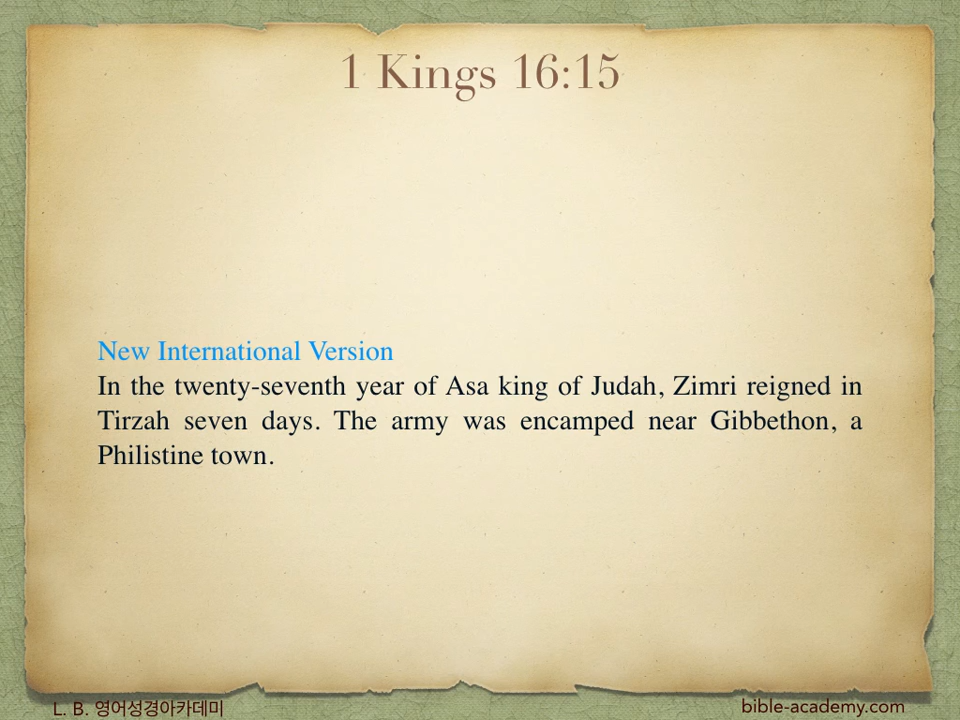 1 Kings 16:15
New International Version
In the twenty-seventh year of Asa king of Judah, Zimri reigned in
Tirzah seven days. The army was encamped near Gibbethon, a
Philistine town.
L. B. 영어성경아카데미
bible-academy.com